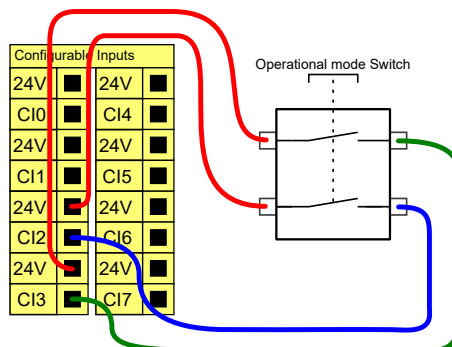 Configurable Inputs
Operational mode Switch
24V 24V
CI0 CI4
24V 24V
CI1 CI5
24V 24V
CI2 CI6
24V 24V
CI3 CI7